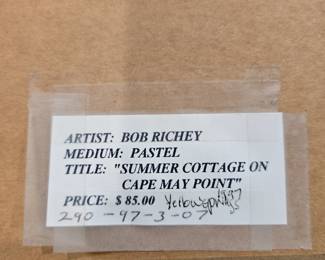 ARTIST: BOB RICHEY
MEDIUM: PASTEL
TITLE: "SUMMER COTTAGE ON
CAPE MAY POINT"
PRICE: $ 85.00
290-97-3-07